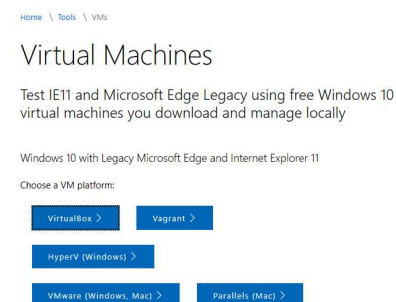 Home \ Tools \ VMs
Virtual Machines
Test IE11 and Microsoft Edge Legacy using free Windows 10
virtual machines you download and manage locally
Windows 10 with Legacy Microsoft Edge and Internet Explorer 11
Choose a VM platform:
VirtualBox > Vagrant >
HyperV (Windows) >
VMware (Windows, Mac) > Parallels (Mac) >